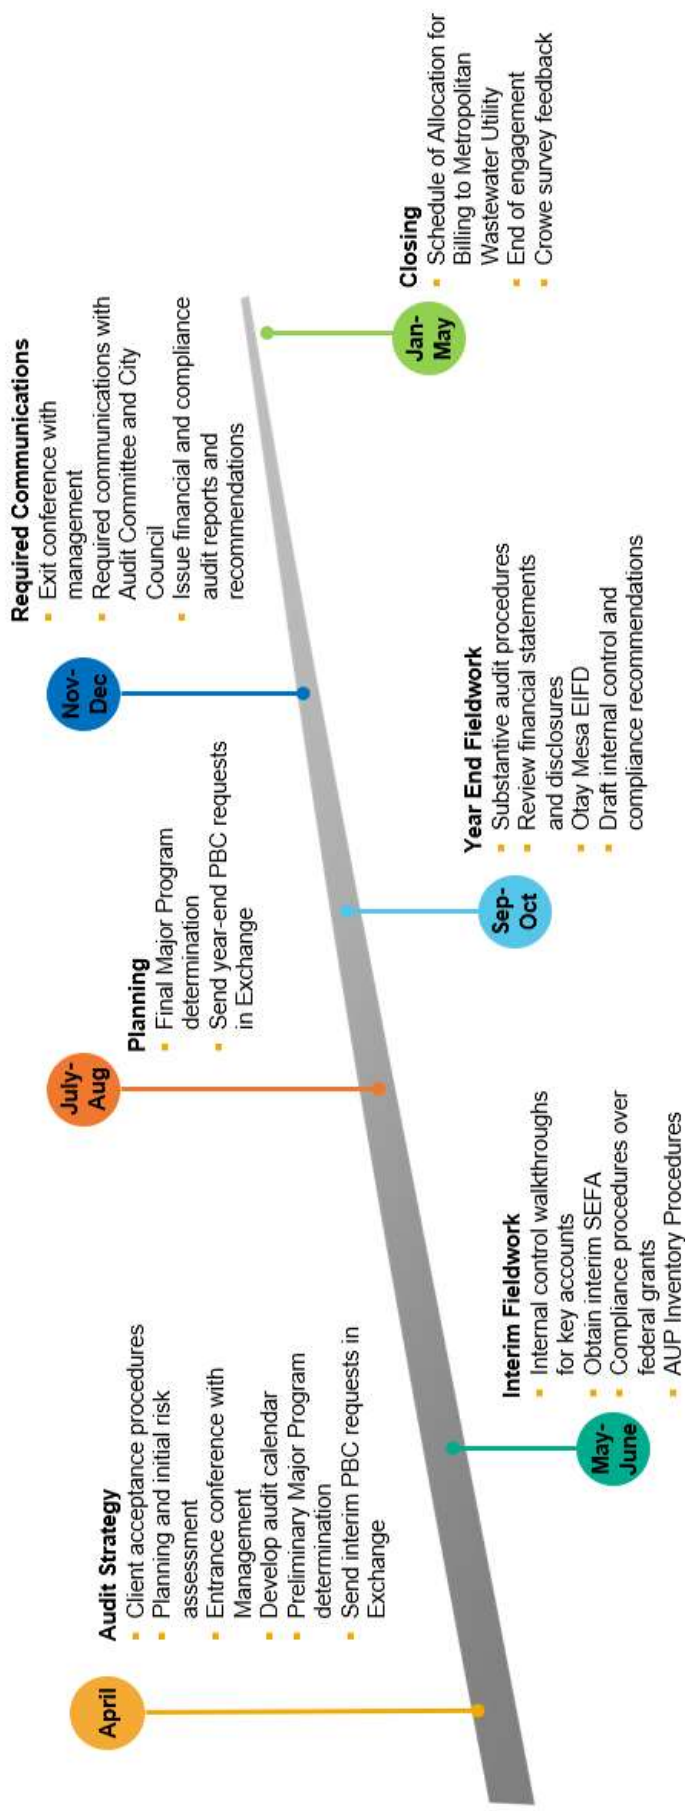 April
Audit Strategy
▪ Client acceptance procedures
▪ Planning and initial risk
assessment
▪ Entrance conference with
Management
▪ Develop audit calendar
▪ Preliminary Major Program
determination
▪ Send interim PBC requests in
Exchange
May-
June
Interim Fieldwork
▪ Internal control walkthroughs
for key accounts
▪ Obtain interim SEFA
▪ Compliance procedures over
federal grants
▪ AUP Inventory Procedures
July-
Aug
Planning
▪ Final Major Program
determination
▪ Send year-end PBC requests
in Exchange
Sep-
Oct
Year End Fieldwork
▪ Substantive audit procedures
▪ Review financial statements
and disclosures
▪ Otay Mesa EIFD
▪ Draft internal control and
compliance recommendations
Nov-
Dec
Required Communications
▪ Exit conference with
management
▪ Required communications with
Audit Committee and City
Council
▪ Issue financial and compliance
audit reports and
recommendations
Jan-
May
Closing
▪ Schedule of Allocation for
Billing to Metropolitan
Wastewater Utility
▪ End of engagement
▪ Crowe survey feedback